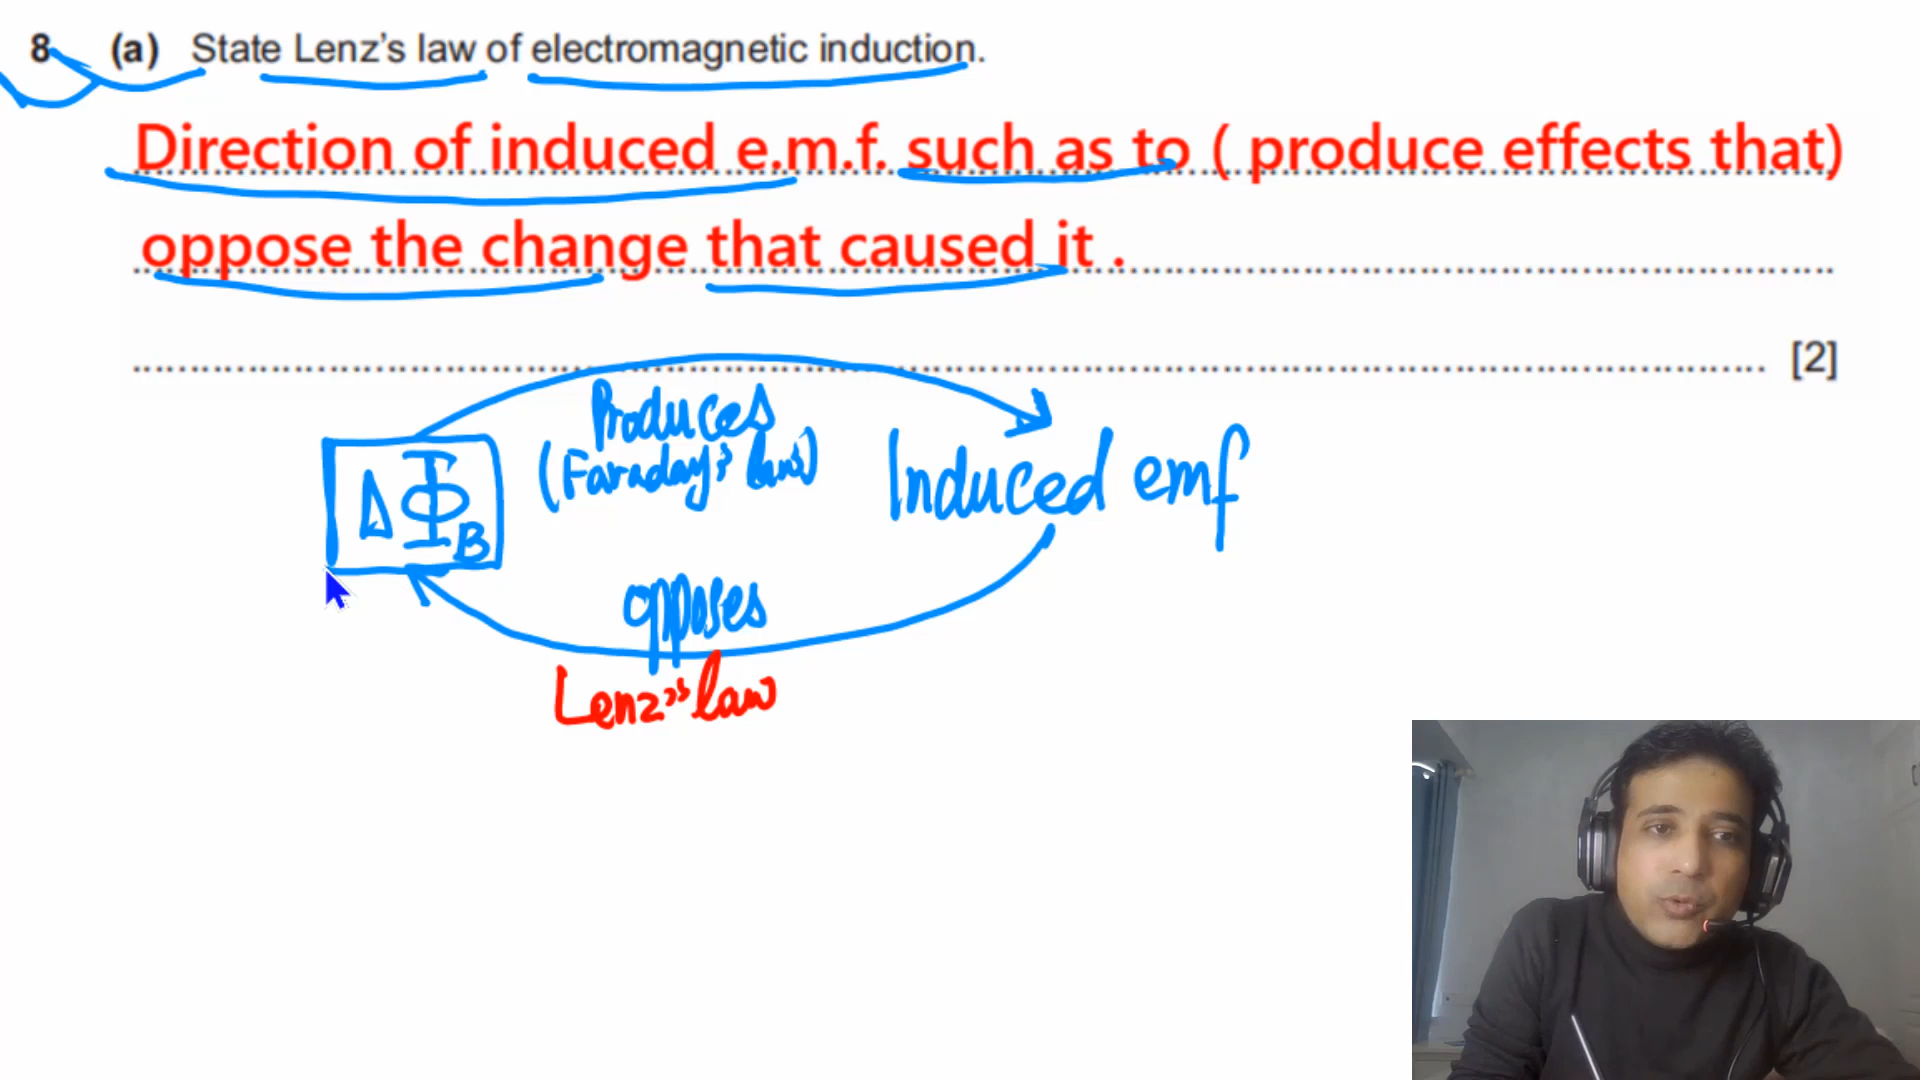 8 (a) State Lenz's law of electromagnetic induction.
Direction of induced e.m.f. such as to ( produce effects that)
oppose the change that caused it .
[2]
Produces
(Faraday's law)
ΔΦB
Induced emf
opposes
Lenz's law